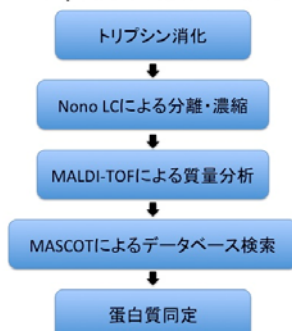 トリプシン消化
Nono LCによる分離・濃縮
MALDI-TOFによる質量分析
MASCOTによるデータベース検索
蛋白質同定